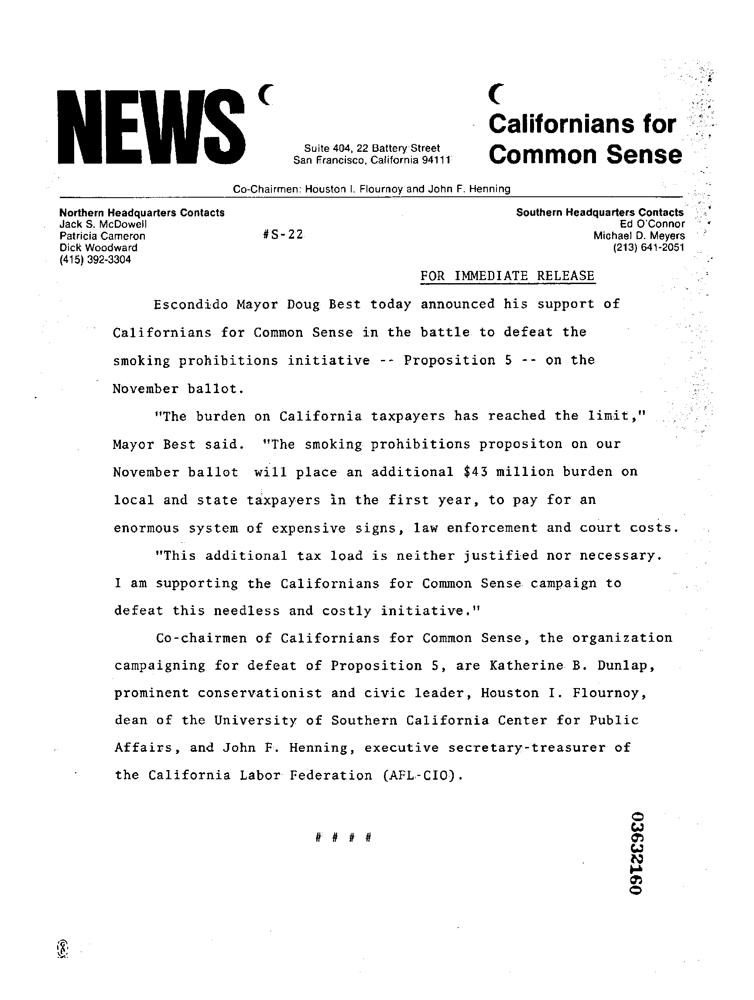 NEWS
Californians for
Common Sense
Suite 404, 22 Battery Street
San Francisco, California 94111
Co-Chairmen: Houston I. Flournoy and John F. Henning
Northern Headquarters Contacts
Jack S. McDowell
Patricia Cameron
Dick Woodward
(415) 392-3304
#S-22
Southern Headquarters Contacts
Ed O'Connor
Michael D. Meyers
(213) 641-2051
FOR IMMEDIATE RELEASE
Escondido Mayor Doug Best today announced his support of
Californians for Common Sense in the battle to defeat the
smoking prohibitions initiative -- Proposition 5 -- on the
November ballot.
"The burden on California taxpayers has reached the limit,"
Mayor Best said. "The smoking prohibitions propositon on our
November ballot will place an additional $43 million burden on
local and state taxpayers in the first year, to pay for an
enormous system of expensive signs, law enforcement and court costs.
"This additional tax load is neither justified nor necessary.
I am supporting the Californians for Common Sense campaign to
defeat this needless and costly initiative."
Co-chairmen of Californians for Common Sense, the organization
campaigning for defeat of Proposition 5, are Katherine B. Dunlap,
prominent conservationist and civic leader, Houston I. Flournoy,
dean of the University of Southern California Center for Public
Affairs, and John F. Henning, executive secretary-treasurer of
the California Labor Federation (AFL-CIO).
# # # #
03632160